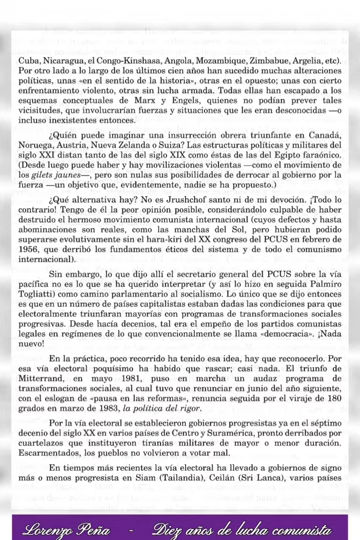 Cuba, Nicaragua, el Congo-Kinshasa, Angola, Mozambique, Zimbabue, Argelia, etc).
Por otro lado a lo largo de los últimos cien años han sucedido muchas alteraciones
políticas, unas «en el sentido de la historia», otras en el opuesto; unas con cierto
enfrentamiento violento, otras sin lucha armada. Todas ellas han escapado a los
esquemas conceptuales de Marx y Engels, quienes no podían prever tales
vicisitudes, que involucrarían fuerzas y situaciones que les eran desconocidas —o
incluso inexistentes entonces.
¿Quién puede imaginar una insurrección obrera triunfante en Canadá,
Noruega, Austria, Nueva Zelanda o Suiza? Las estructuras políticas y militares del
siglo XXI distan tanto de las del siglo XIX como éstas de las del Egipto faraónico.
(Desde luego puede haber y hay movilizaciones violentas —como el movimiento de
los gilets jaunes—, pero son nulas sus posibilidades de derrocar al gobierno por la
fuerza —un objetivo que, evidentemente, nadie se ha propuesto.)
¿Qué alternativa hay? No es Jrushchof santo ni de mi devoción. ¡Todo lo
contrario! Tengo de él la peor opinión posible, considerándolo culpable de haber
destruido el hermoso movimiento comunista internacional (cuyos defectos y hasta
abominaciones son reales, como las manchas del Sol, pero hubieran podido
superarse evolutivamente sin el hara-kiri del XX congreso del PCUS en febrero de
1956, que derribó los fundamentos éticos del sistema y de todo el comunismo
internacional).
Sin embargo, lo que dijo allí el secretario general del PCUS sobre la vía
pacífica no es lo que se ha querido interpretar (y así lo hizo en seguida Palmiro
Togliatti) como camino parlamentario al socialismo. Lo único que se dijo entonces
es que en un número de países capitalistas estaban dadas las condiciones para que
electoralmente triunfaran mayorías con programas de transformaciones sociales
progresivas. Desde hacía decenios, tal era el empeño de los partidos comunistas
legales en regímenes de lo que convencionalmente se llama «democracia». ¡Nada
nuevo!
En la práctica, poco recorrido ha tenido esa idea, hay que reconocerlo. Por
esa vía electoral poquísimo ha habido que rascar; casi nada. El triunfo de
Mitterrand, en mayo 1981, puso en marcha un audaz programa de
transformaciones sociales, al cual tuvo que renunciar en junio del año siguiente,
con el eslogan de «pausa en las reformas», renuncia seguida por el viraje de 180
grados en marzo de 1983, la política del rigor.
Por la vía electoral se establecieron gobiernos progresistas ya en el séptimo
decenio del siglo XX en varios países de Centro y Suramérica, pronto derribados por
cuartelazos que instituyeron tiranías militares de mayor o menor duración.
Escarmentados, los pueblos no volvieron a votar mal.
En tiempos más recientes la vía electoral ha llevado a gobiernos de signo
más o menos progresista en Siam (Tailandia), Ceilán (Sri Lanca), varios países
Lorenzo Peña - Diez años de lucha comunista